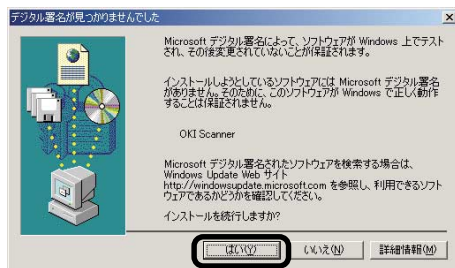 デジタル署名が見つかりませんでした
Microsoft デジタル署名によって、ソフトウェアが Windows 上でテスト
され、その後変更されていないことが保証されます。
インストールしようとしているソフトウェアには Microsoft デジタル署名
がありません。そのために、このソフトウェアが Windows で正しく動作
することは保証されません。
OKI Scanner
Microsoft デジタル署名されたソフトウェアを検索する場合は、
Windows Update Web サイト
http://windowsupdate.microsoft.com を参照し、利用できるソフト
ウェアであるかどうかを確認してください。
インストールを続行しますか?
はい(Y) いいえ(N) 詳細情報(M)